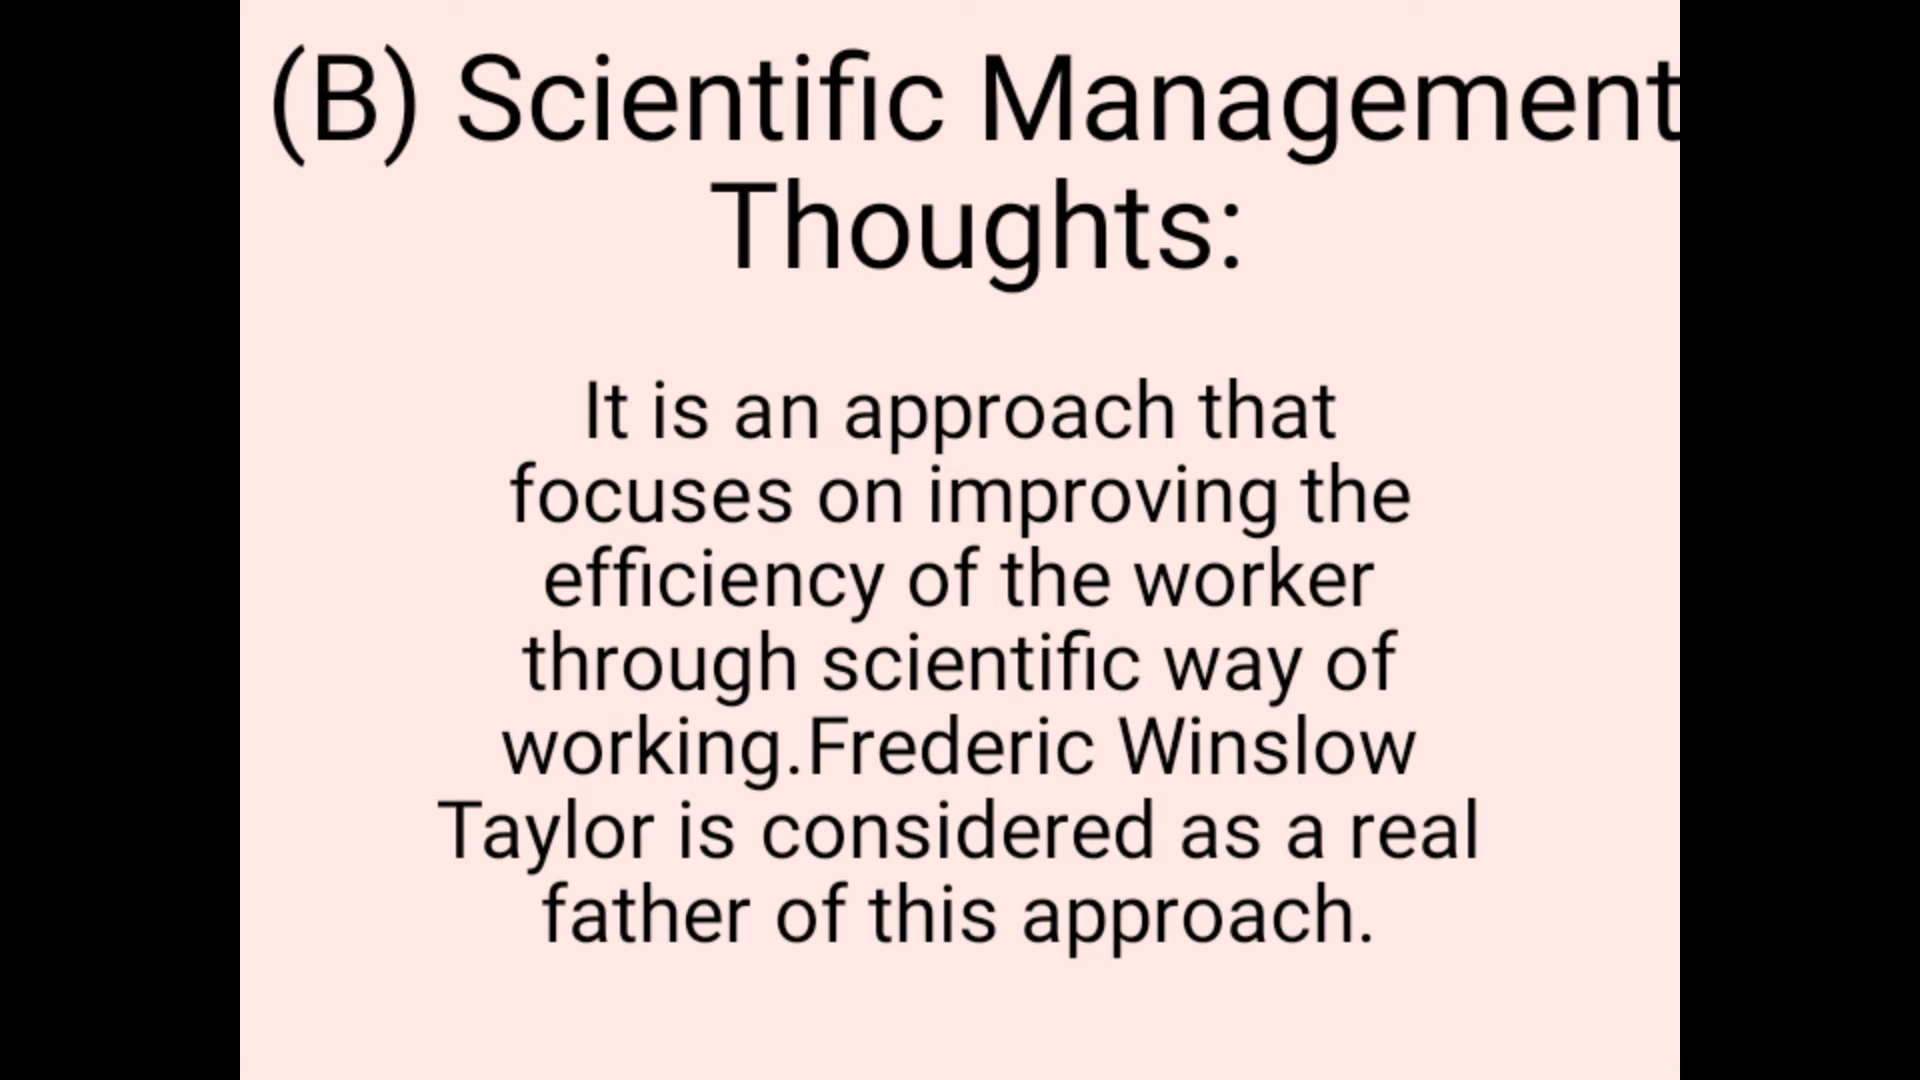 (B) Scientific Management
Thoughts:
It is an approach that
focuses on improving the
efficiency of the worker
through scientific way of
working.Frederic Winslow
Taylor is considered as a real
father of this approach.